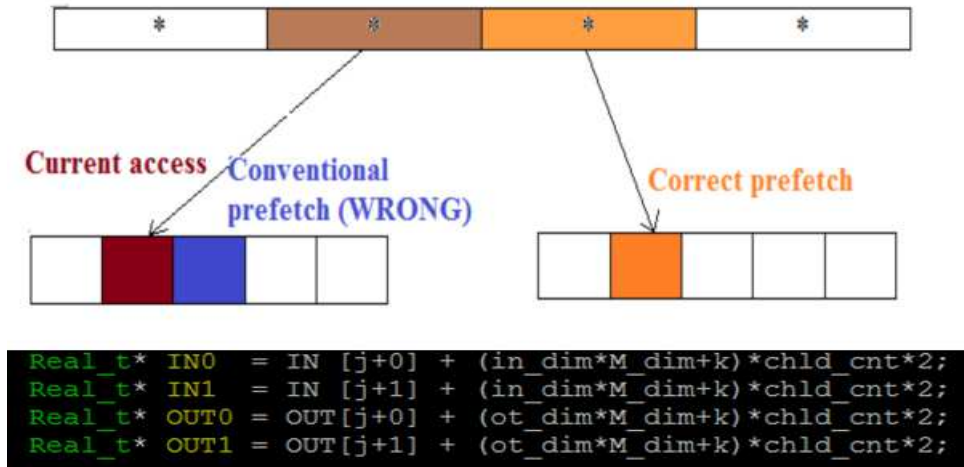 * * * *
Current access
Conventional
prefetch (WRONG)
Correct prefetch
Real_t* IN0 = IN [j+0] + (in_dim*M_dim+k)*chld_cnt*2;
Real_t* IN1 = IN [j+1] + (in_dim*M_dim+k)*chld_cnt*2;
Real_t* OUT0 = OUT[j+0] + (ot_dim*M_dim+k)*chld_cnt*2;
Real_t* OUT1 = OUT[j+1] + (ot_dim*M_dim+k)*chld_cnt*2;